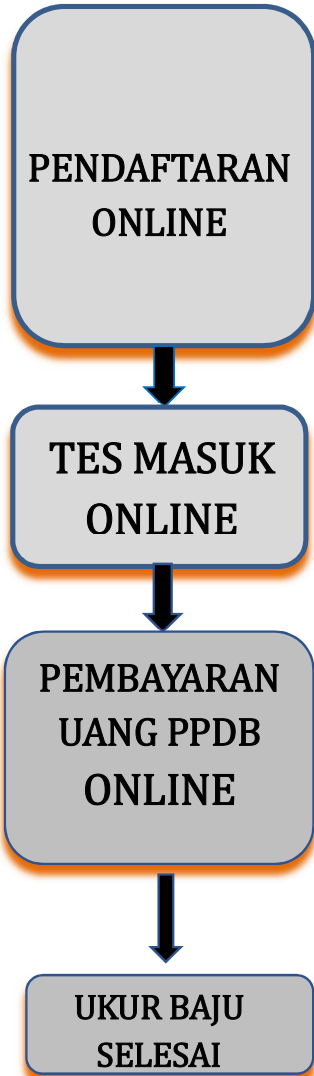 PENDAFTARAN
ONLINE
TES MASUK
ONLINE
PEMBAYARAN
UANG PPDB
ONLINE
UKUR BAJU
SELESAI